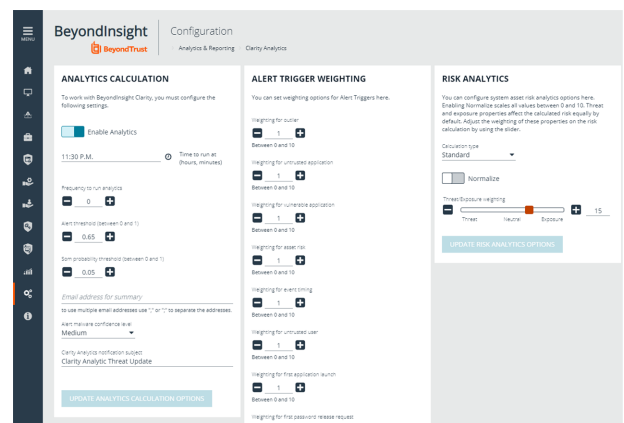 MENU
BeyondInsight
BeyondTrust
Configuration
Analytics & Reporting
Clarity Analytics
ANALYTICS CALCULATION
To work with BeyondInsight Clarity, you must configure the
following settings.
Enable Analytics
11:30 P.M.
Time to run at
(hours, minutes)
Frequency to run analytics
0
Alert threshold (between 0 and 1)
0.65
Som probability threshold (between 0 and 1)
0.05
Email address for summary
to use multiple email addresses use "," or ";" to separate the addresses.
Alert malware confidence level
Medium
Clarity Analytics notification subject
Clarity Analytic Threat Update
UPDATE ANALYTICS CALCULATION OPTIONS
ALERT TRIGGER WEIGHTING
You can set weighting options for Alert Triggers here.
Weighting for outlier
1
Between 0 and 10
Weighting for untrusted application
1
Between 0 and 10
Weighting for vulnerable application
1
Between 0 and 10
Weighting for asset risk
1
Between 0 and 10
Weighting for event timing
1
Between 0 and 10
Weighting for untrusted user
1
Between 0 and 10
Weighting for first application launch
1
Between 0 and 10
Weighting for first password release request
RISK ANALYTICS
You can configure system asset risk analytics options here.
Enabling Normalize scales all values between 0 and 10. Threat
and exposure properties affect the calculated risk equally by
default. Adjust the weighting of these properties on the risk
calculation by using the slider.
Calculation type
Standard
Normalize
Threat/Exposure weighting
15
Threat
Neutral
Exposure
UPDATE RISK ANALYTICS OPTIONS